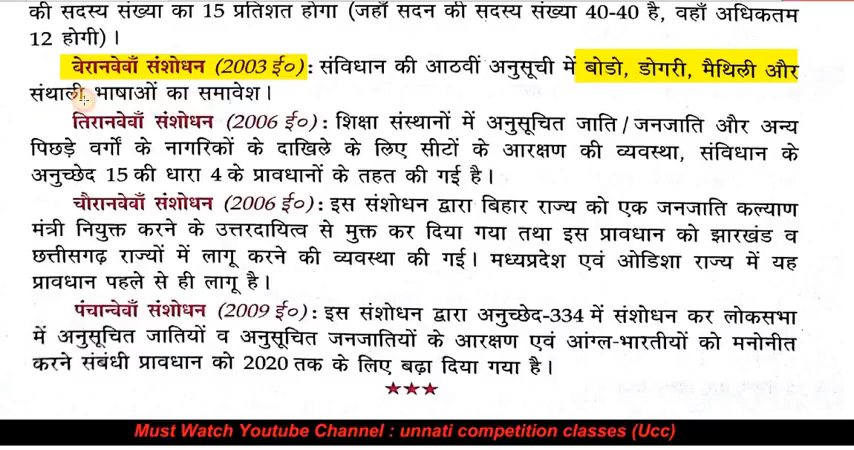 की सदस्य संख्या का 15 प्रतिशत होगा (जहाँ सदन की सदस्य संख्या 40-40 है, वहाँ अधिकतम
12 होगी)।
बेरानवेवाँ संशोधन (2003 ई०) : संविधान की आठवीं अनुसूची में बोडो, डोगरी, मैथिली और
संथाली भाषाओं का समावेश।
तिरानवेवाँ संशोधन (2006 ई०) : शिक्षा संस्थानों में अनुसूचित जाति/जनजाति और अन्य
पिछड़े वर्गों के नागरिकों के दाखिले के लिए सीटों के आरक्षण की व्यवस्था, संविधान के
अनुच्छेद 15 की धारा 4 के प्रावधानों के तहत की गई है।
चौरानवेवाँ संशोधन (2006 ई०) : इस संशोधन द्वारा बिहार राज्य को एक जनजाति कल्याण
मंत्री नियुक्त करने के उत्तरदायित्व से मुक्त कर दिया गया तथा इस प्रावधान को झारखंड व
छत्तीसगढ़ राज्यों में लागू करने की व्यवस्था की गई। मध्यप्रदेश एवं ओडिशा राज्य में यह
प्रावधान पहले से ही लागू है।
पंचान्वेवाँ संशोधन (2009 ई०) : इस संशोधन द्वारा अनुच्छेद-334 में संशोधन कर लोकसभा
में अनुसूचित जातियों व अनुसूचित जनजातियों के आरक्षण एवं आंग्ल-भारतीयों को मनोनीत
करने संबंधी प्रावधान को 2020 तक के लिए बढ़ा दिया गया है।
★★★
Must Watch Youtube Channel : unnati competition classes (Ucc)